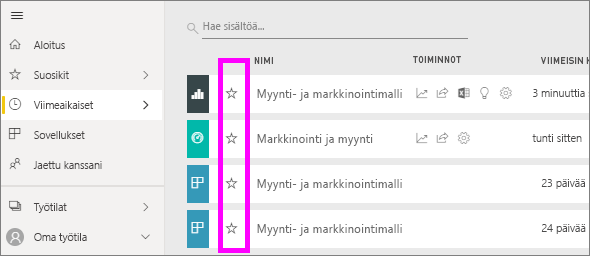 Hae sisältöä...
Aloitus
Suosikit
Viimeaikaiset
Sovellukset
Jaettu kanssani
Työtilat
Oma työtila
NIMI TOIMINNOT VIIMEISIN K
Myynti- ja markkinointimalli 3 minuuttia
Markkinointi ja myynti tunti sitten
Myynti- ja markkinointimalli 23 päivää
Myynti- ja markkinointimalli 24 päivää